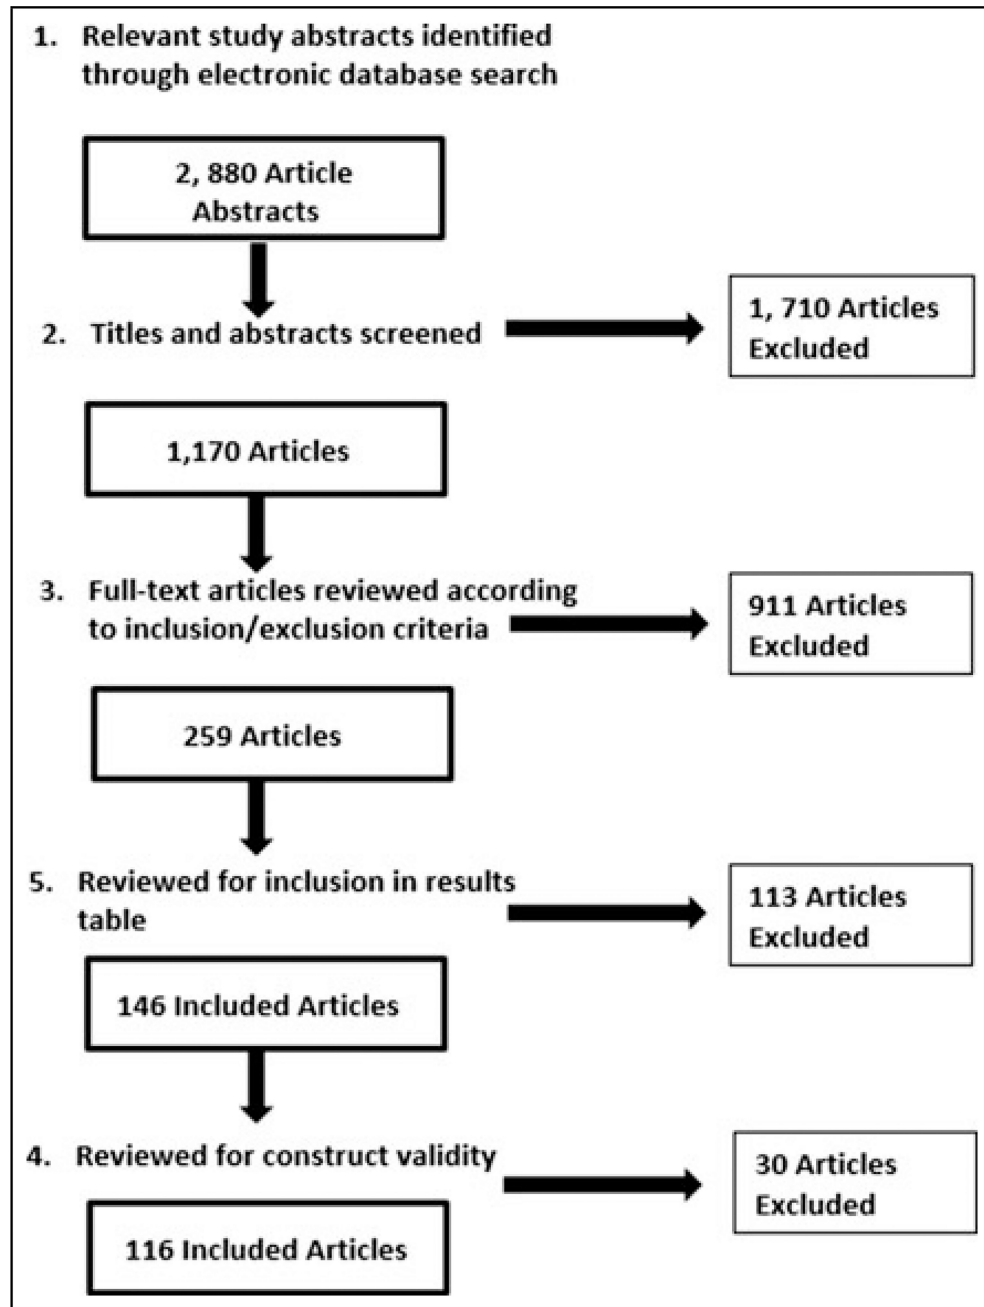 1. Relevant study abstracts identified
through electronic database search
2, 880 Article
Abstracts
2. Titles and abstracts screened
1, 710 Articles
Excluded
1,170 Articles
3. Full-text articles reviewed according
to inclusion/exclusion criteria
911 Articles
Excluded
259 Articles
5. Reviewed for inclusion in results
table
113 Articles
Excluded
146 Included Articles
4. Reviewed for construct validity
30 Articles
Excluded
116 Included Articles